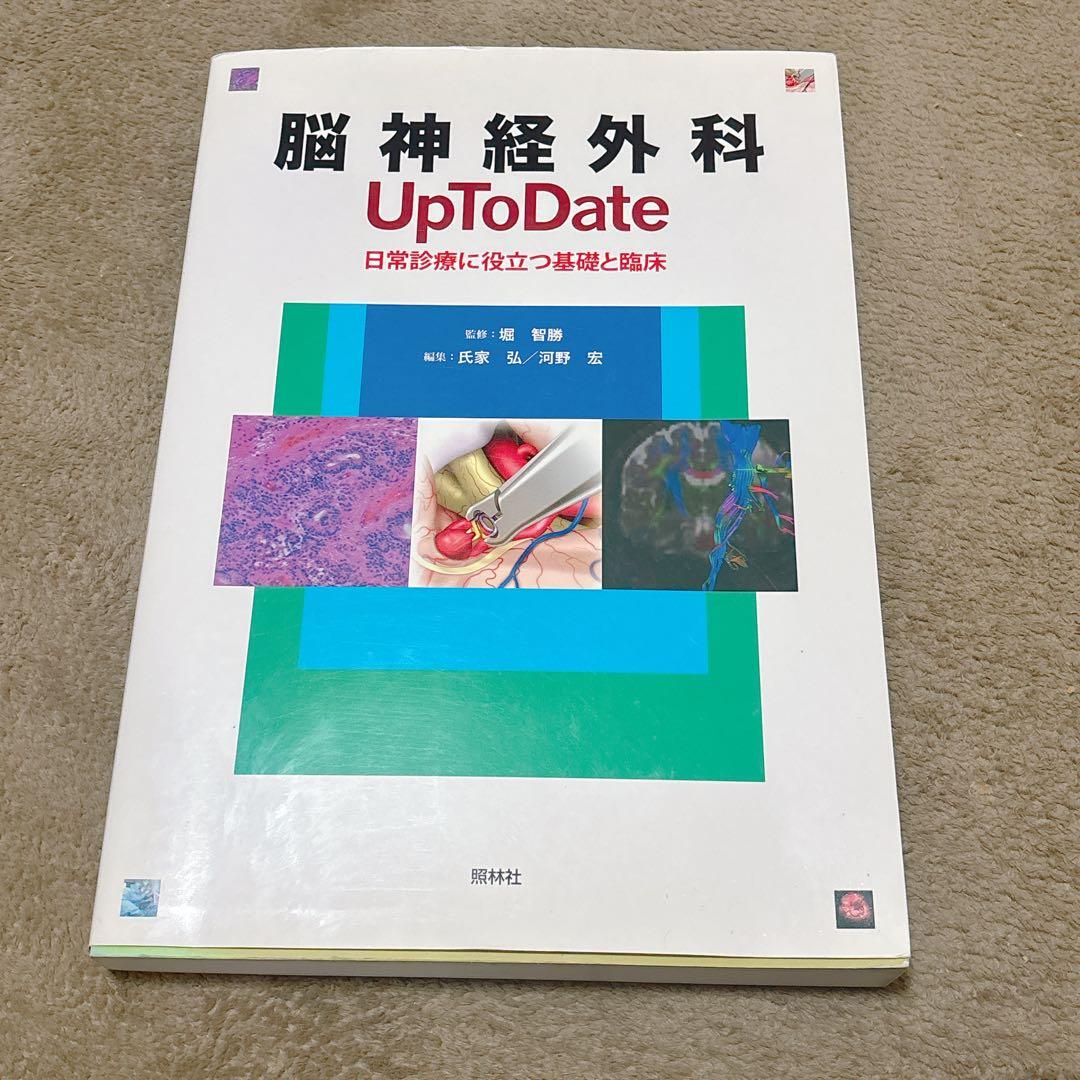 脳神経外科
UpToDate
日常診療に役立つ基礎と臨床
監修：堀 智勝
編集：氏家 弘／河野 宏
照林社